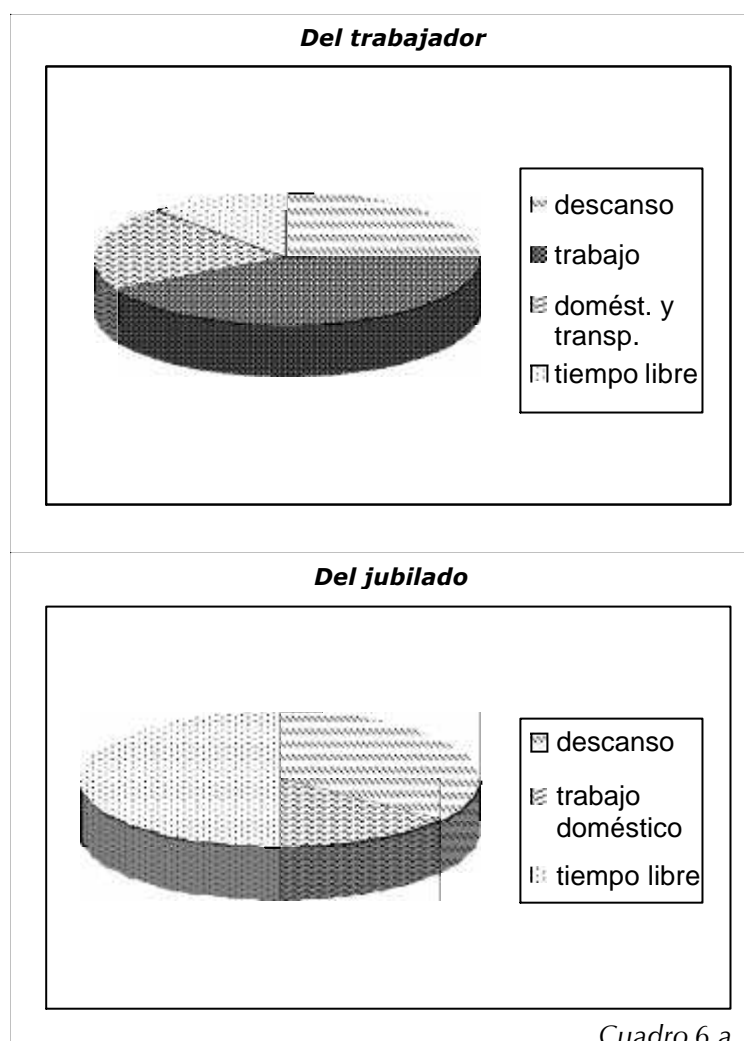 Del trabajador
descanso
trabajo
domést. y
transp.
tiempo libre
Del jubilado
descanso
trabajo
doméstico
tiempo libre
Cuadro 6 a